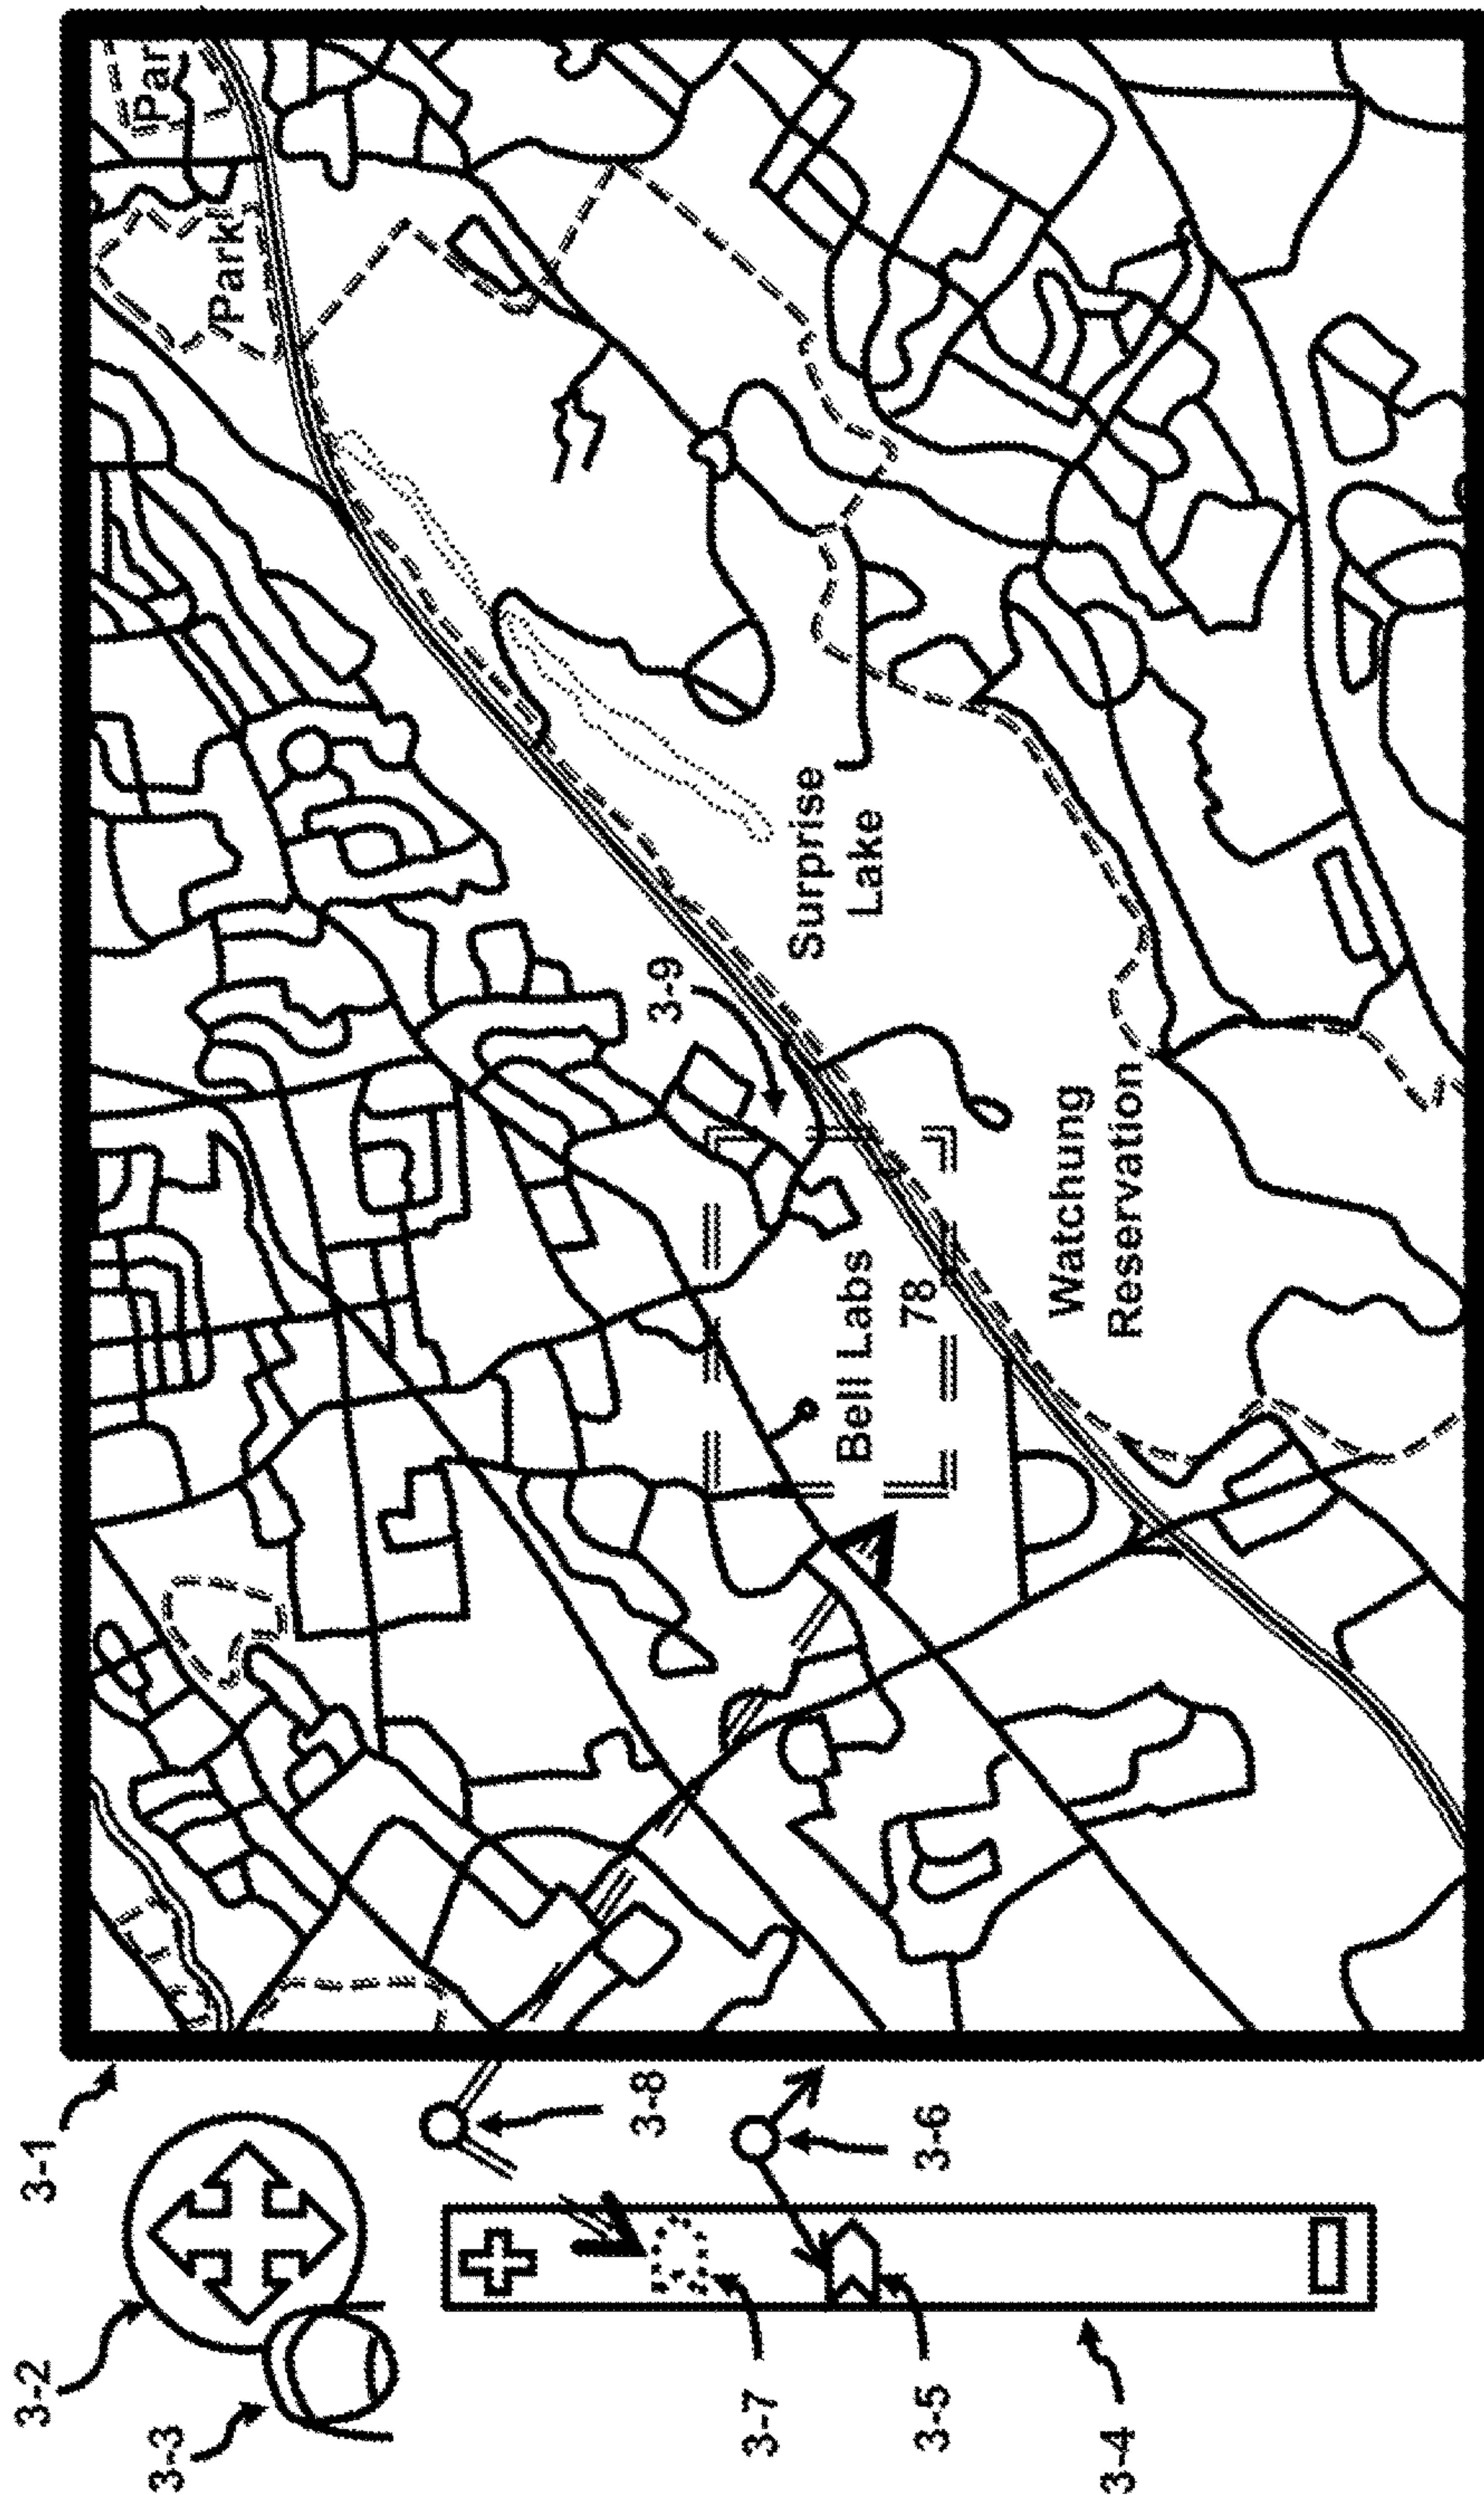 3-1
3-2
3-3
3-8
3-6
3-7
3-5
3-4
Par
Park
Surprise
Lake
3-9
Bell Labs
78
Watchung
Reservation